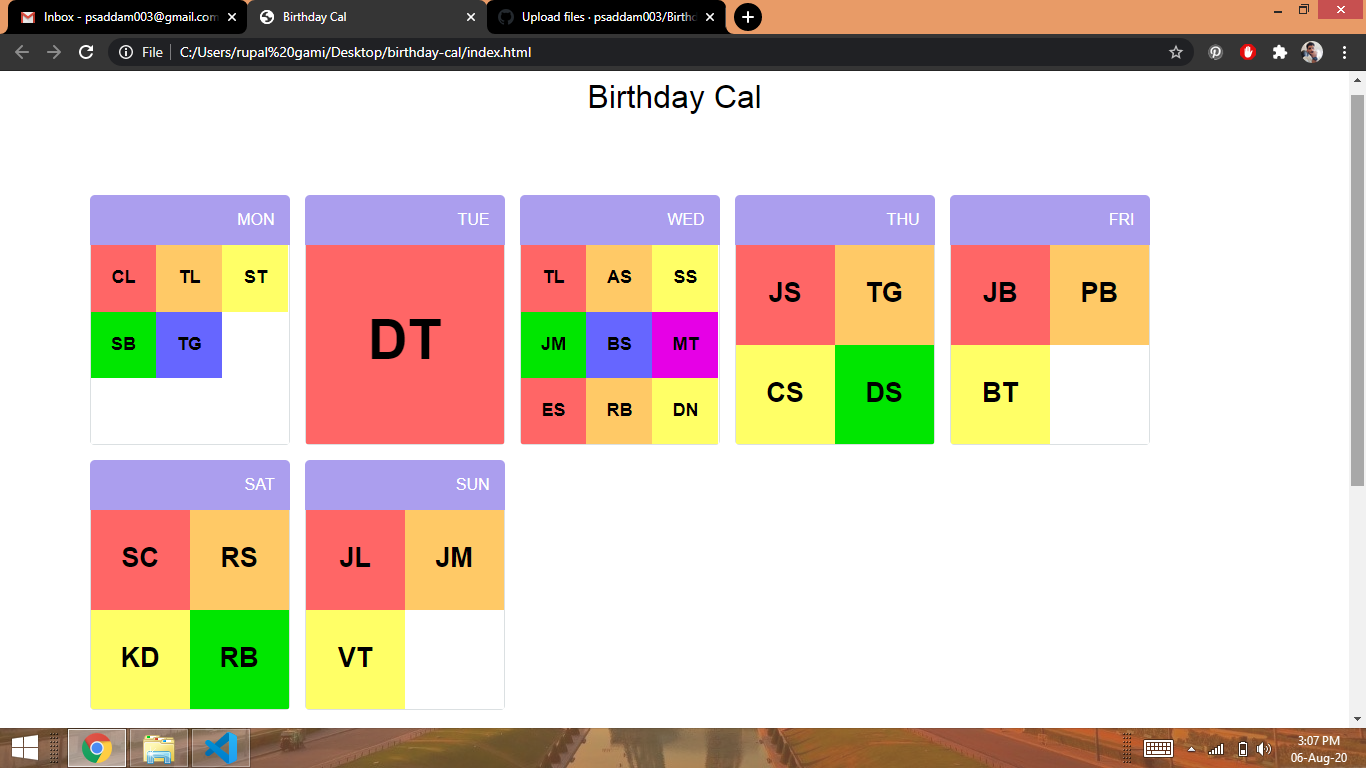 Inbox - psaddam003@gmail.com
Birthday Cal
Upload files · psaddam003/Birthd
File
C:/Users/rupal%20gami/Desktop/birthday-cal/index.html
Birthday Cal
MON
TUE
WED
THU
FRI
CL TL ST
SB TG
DT
TL AS SS
JM BS MT
ES RB DN
JS TG
CS DS
JB PB
BT
SAT
SUN
SC RS
KD RB
JL JM
VT
3:07 PM
06-Aug-20